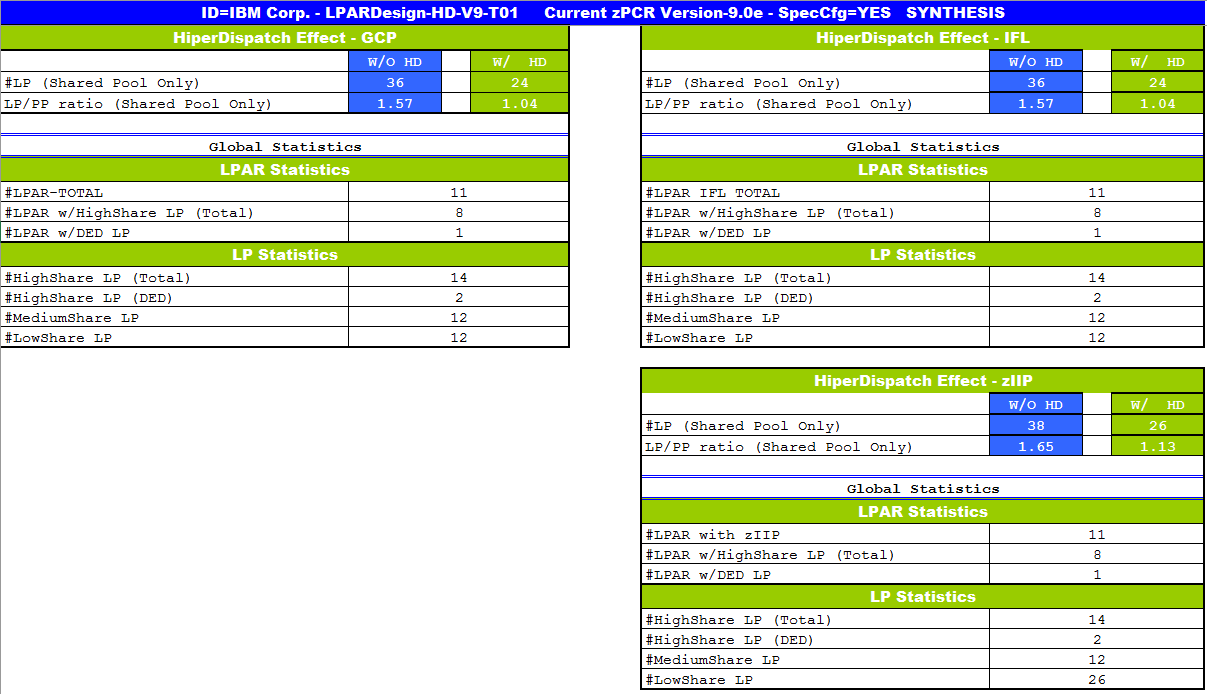 ID=IBM Corp. - LPARDesign-HD-V9-T01 Current zPCR Version-9.0e - SpecCfg=YES SYNTHESIS
HiperDispatch Effect - GCP
W/O HD W/ HD
#LP (Shared Pool Only) 36 24
LP/PP ratio (Shared Pool Only) 1.57 1.04
Global Statistics
LPAR Statistics
#LPAR-TOTAL 11
#LPAR w/HighShare LP (Total) 8
#LPAR w/DED LP 1
LP Statistics
#HighShare LP (Total) 14
#HighShare LP (DED) 2
#MediumShare LP 12
#LowShare LP 12
HiperDispatch Effect - IFL
W/O HD W/ HD
#LP (Shared Pool Only) 36 24
LP/PP ratio (Shared Pool Only) 1.57 1.04
Global Statistics
LPAR Statistics
#LPAR IFL TOTAL 11
#LPAR w/HighShare LP (Total) 8
#LPAR w/DED LP 1
LP Statistics
#HighShare LP (Total) 14
#HighShare LP (DED) 2
#MediumShare LP 12
#LowShare LP 12
HiperDispatch Effect - zIIP
W/O HD W/ HD
#LP (Shared Pool Only) 38 26
LP/PP ratio (Shared Pool Only) 1.65 1.13
Global Statistics
LPAR Statistics
#LPAR with zIIP 11
#LPAR w/HighShare LP (Total) 8
#LPAR w/DED LP 1
LP Statistics
#HighShare LP (Total) 14
#HighShare LP (DED) 2
#MediumShare LP 12
#LowShare LP 26